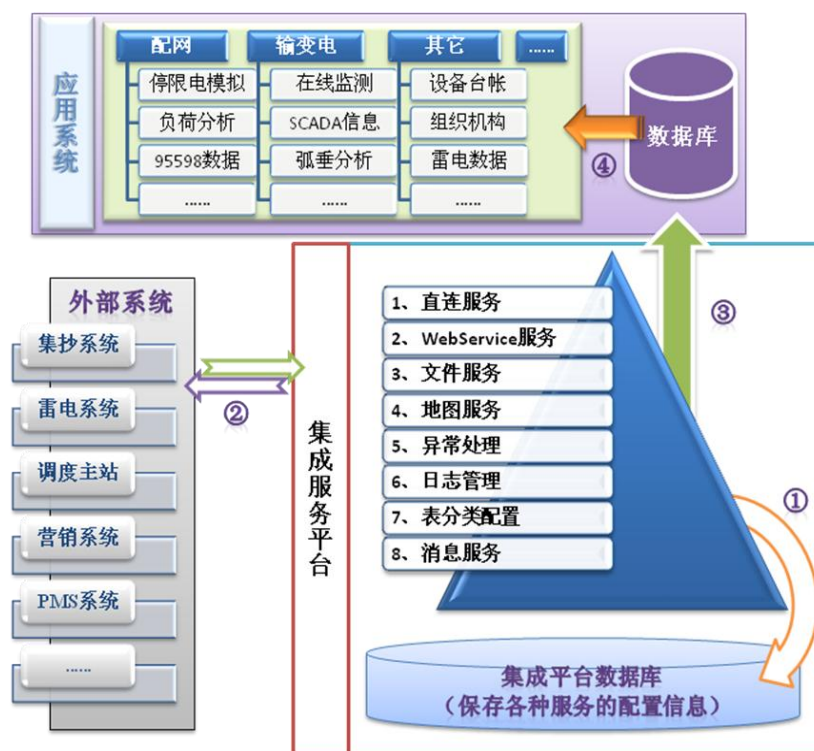 应用系统
配网
停限电模拟
负荷分析
95598数据
......
输变电
在线监测
SCADA信息
弧垂分析
......
其它
设备台帐
组织机构
雷电数据
......
......
数据库
④
③
外部系统
集抄系统
雷电系统
调度主站
营销系统
PMS系统
......
②
集成服务平台
1、直连服务
2、WebService服务
3、文件服务
4、地图服务
5、异常处理
6、日志管理
7、表分类配置
8、消息服务
①
集成平台数据库
（保存各种服务的配置信息）